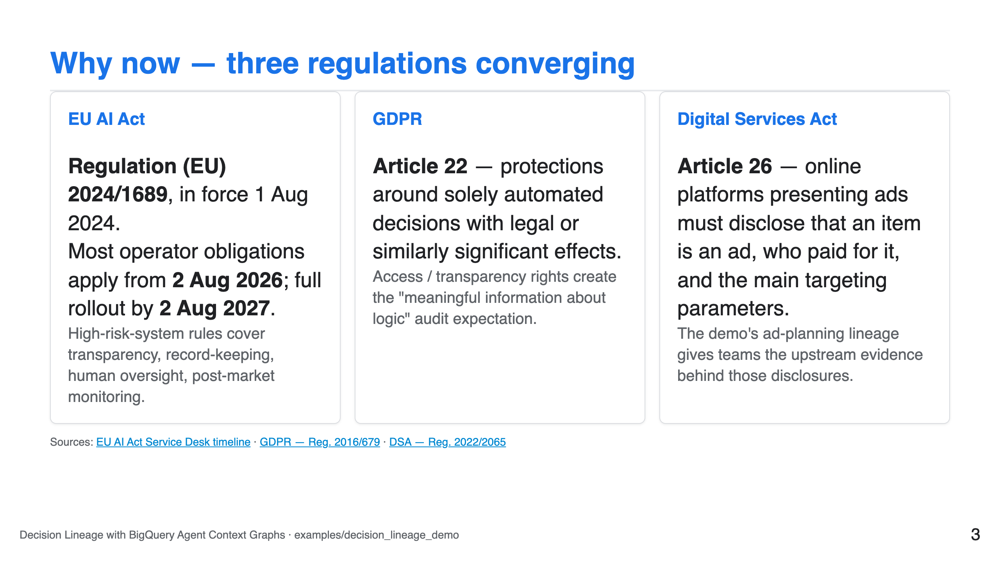 Why now — three regulations converging
EU AI Act
Regulation (EU)
2024/1689, in force 1 Aug
2024.
Most operator obligations
apply from 2 Aug 2026; full
rollout by 2 Aug 2027.
High-risk-system rules cover
transparency, record-keeping,
human oversight, post-market
monitoring.
GDPR
Article 22 — protections
around solely automated
decisions with legal or
similarly significant effects.
Access / transparency rights create
the "meaningful information about
logic" audit expectation.
Digital Services Act
Article 26 — online
platforms presenting ads
must disclose that an item
is an ad, who paid for it,
and the main targeting
parameters.
The demo's ad-planning lineage
gives teams the upstream evidence
behind those disclosures.
Sources: EU AI Act Service Desk timeline · GDPR — Reg. 2016/679 · DSA — Reg. 2022/2065
Decision Lineage with BigQuery Agent Context Graphs · examples/decision_lineage_demo
3